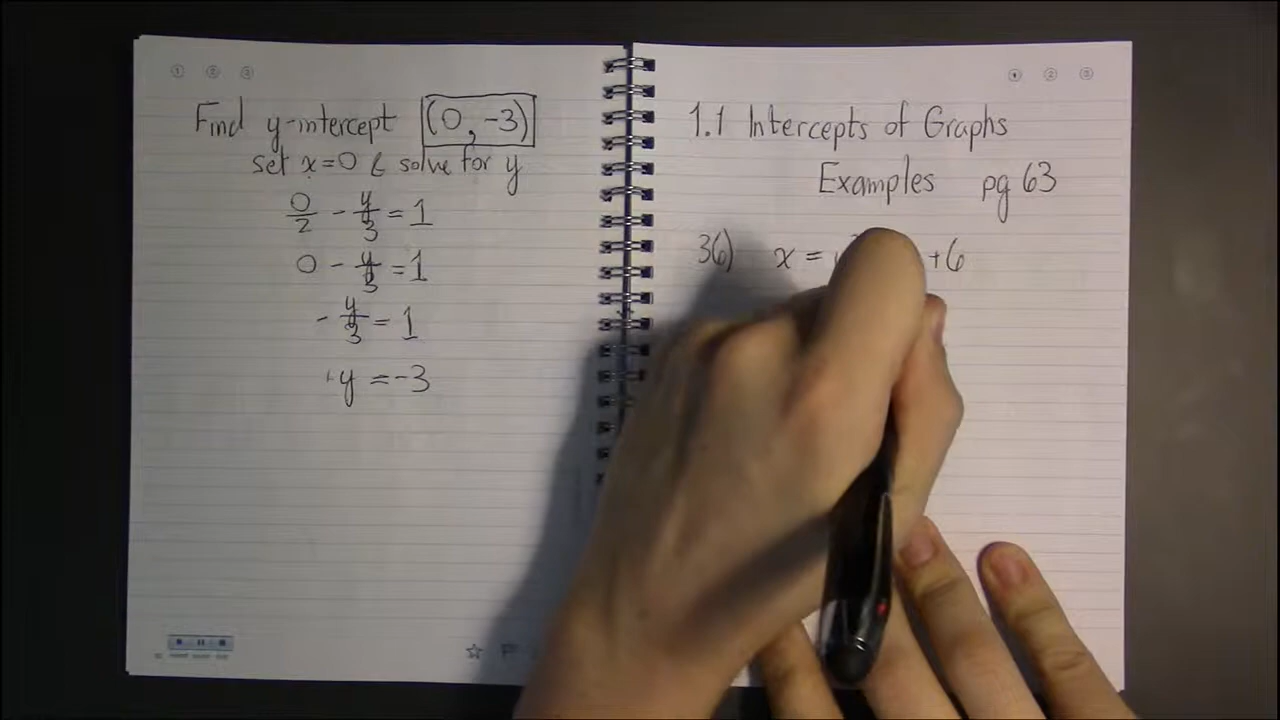 Find y-intercept (0, -3)
set x=0 & solve for y
0/2 - y/3 = 1
0 - y/3 = 1
- y/3 = 1
+y = -3
1.1 Intercepts of Graphs
Examples pg 63
36) x = +6